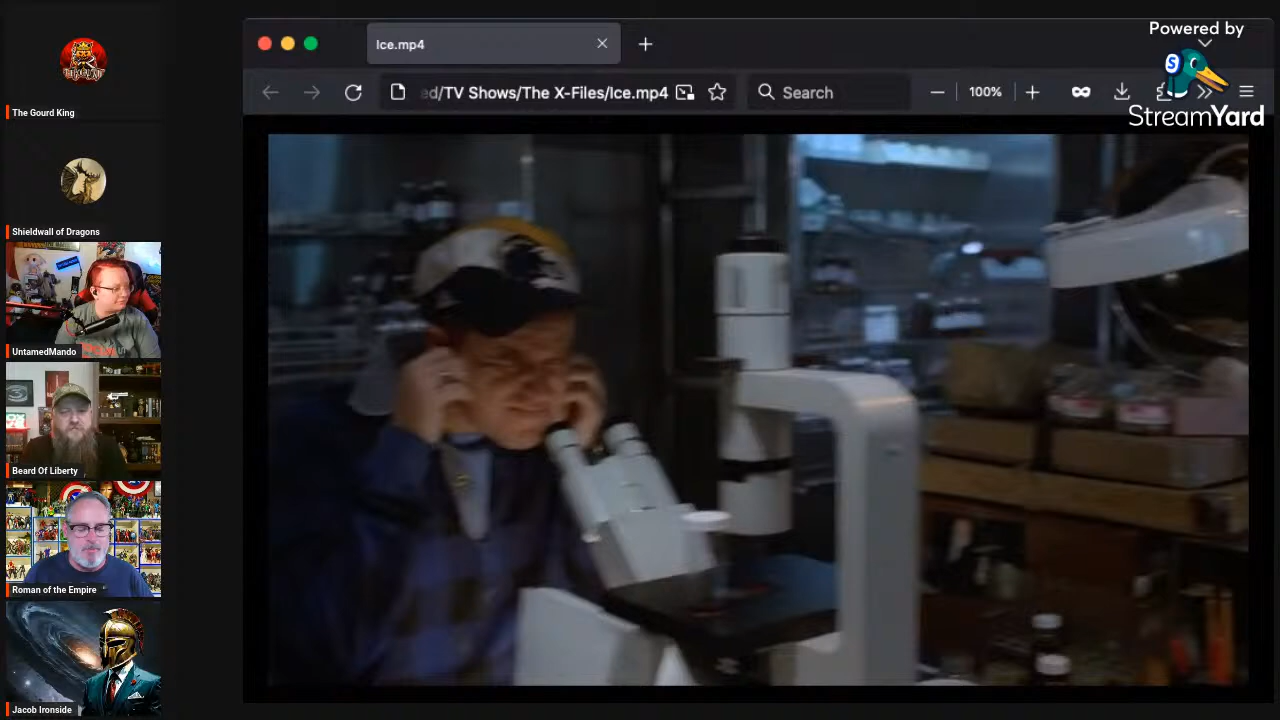 Powered by
StreamYard
Ice.mp4
ed/TV Shows/The X-Files/Ice.mp4
Search
100%
The Gourd King
Shieldwall of Dragons
UntamedMando
Beard Of Liberty
Roman of the Empire
Jacob Ironside